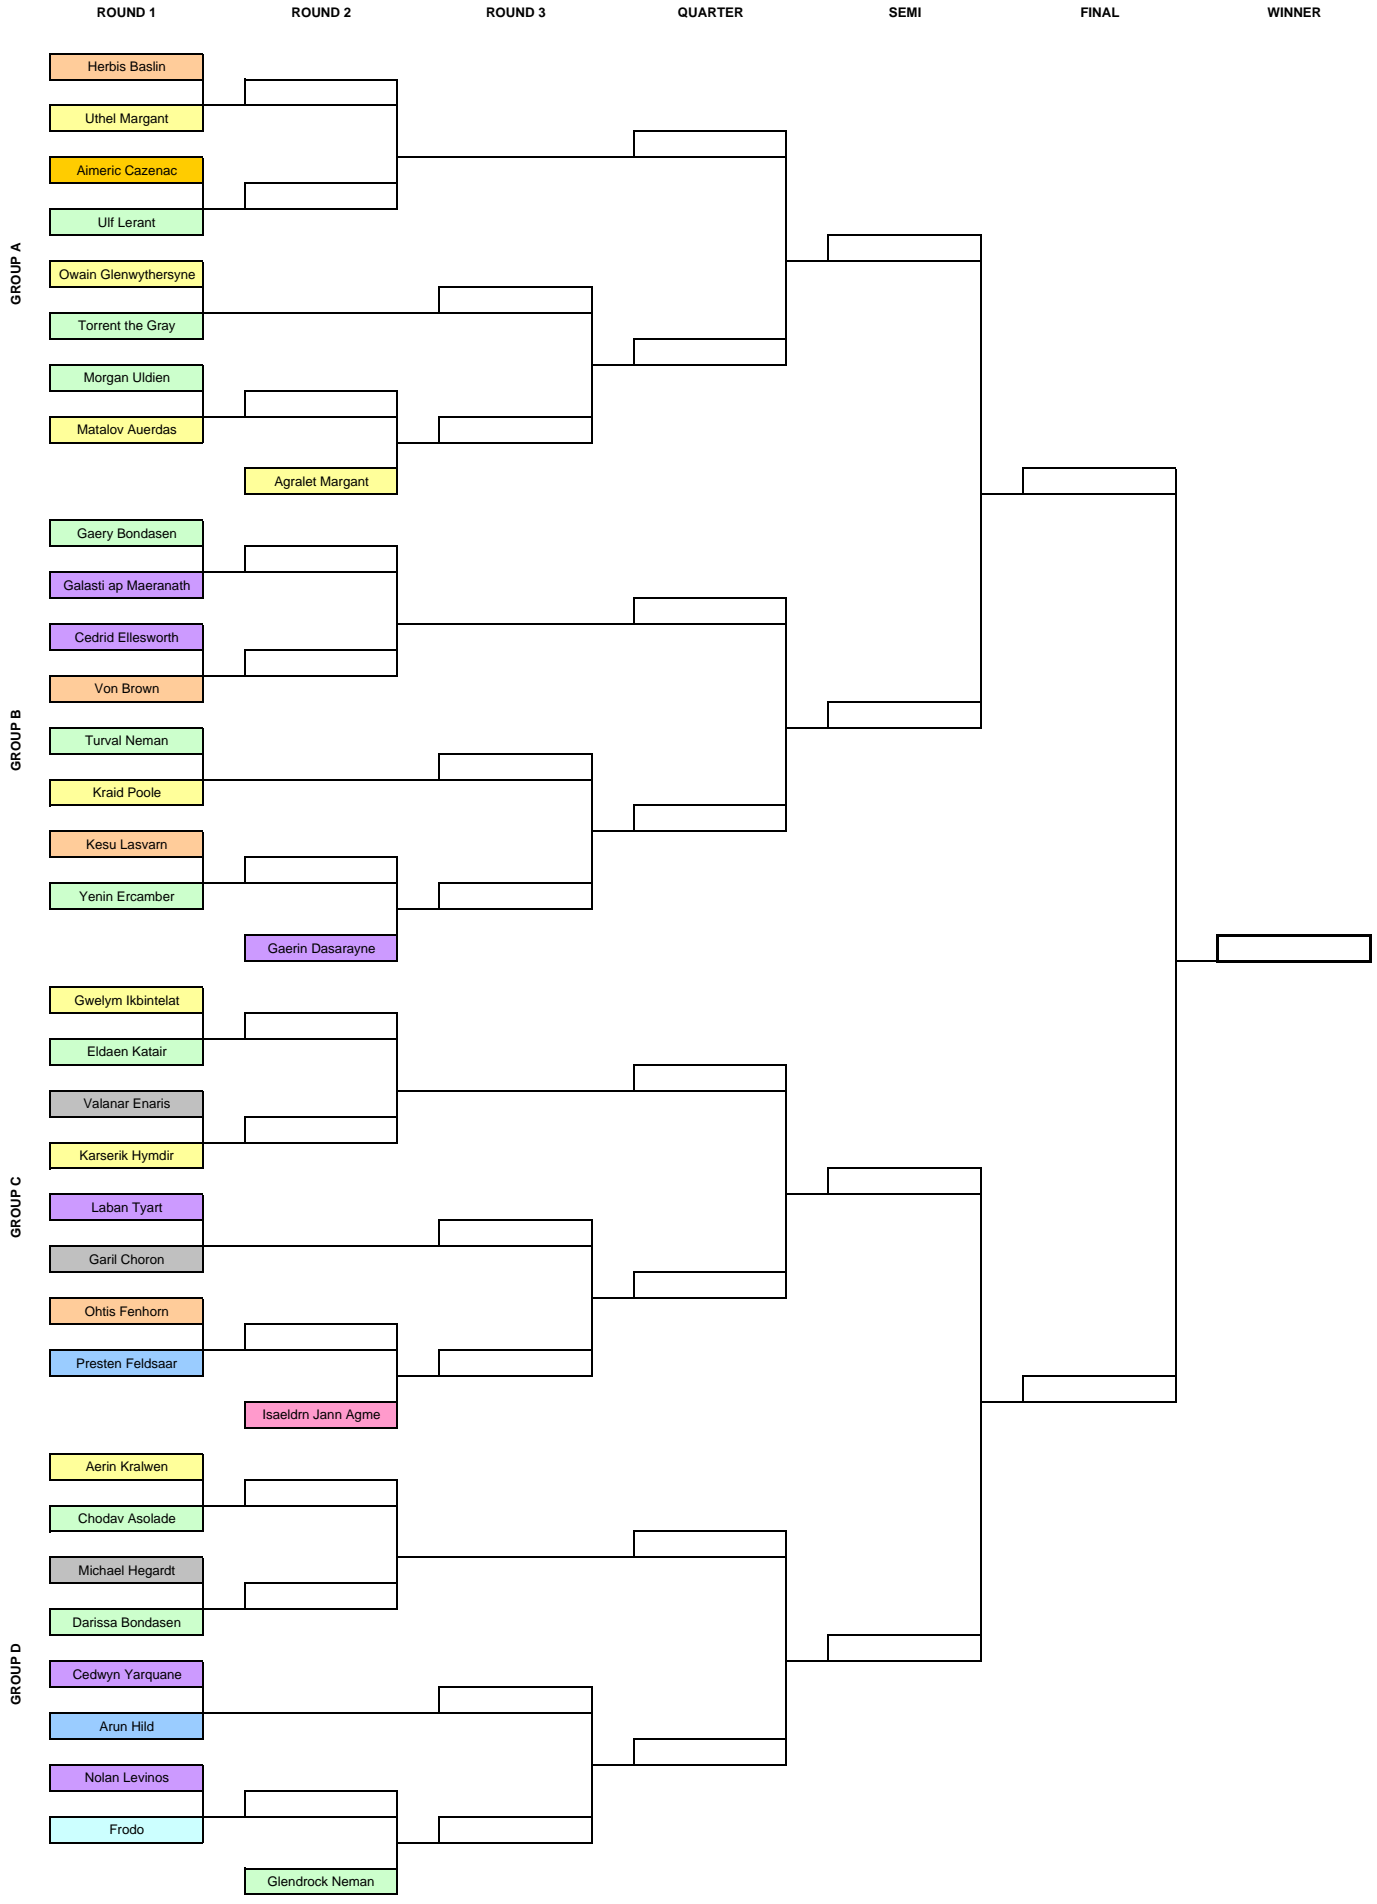 ROUND 1 ROUND 2 ROUND 3 QUARTER SEMI FINAL WINNER
GROUP A
Herbis Baslin
Uthel Margant
Aimeric Cazenac
Ulf Lerant
Owain Glenwythersyne
Torrent the Gray
Morgan Uldien
Matalov Auerdas
Agralet Margant
GROUP B
Gaery Bondasen
Galasti ap Maeranath
Cedrid Ellesworth
Von Brown
Turval Neman
Kraid Poole
Kesu Lasvarn
Yenin Ercamber
Gaerin Dasarayne
GROUP C
Gwelym Ikbintelat
Eldaen Katair
Valanar Enaris
Karserik Hymdir
Laban Tyart
Garil Choron
Ohtis Fenhorn
Presten Feldsaar
Isaeldrn Jann Agme
GROUP D
Aerin Kralwen
Chodav Asolade
Michael Hegardt
Darissa Bondasen
Cedwyn Yarquane
Arun Hild
Nolan Levinos
Frodo
Glendrock Neman